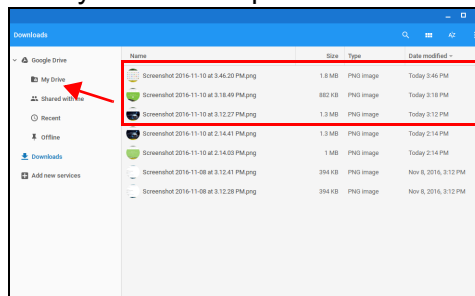 Downloads
Google Drive
My Drive
Shared with me
Recent
Offline
Downloads
Add new services
Name Size Type Date modified
Screenshot 2016-11-10 at 3.46.20 PM.png 1.8 MB PNG image Today 3:46 PM
Screenshot 2016-11-10 at 3.18.49 PM.png 882 KB PNG image Today 3:18 PM
Screenshot 2016-11-10 at 3.12.27 PM.png 1.3 MB PNG image Today 3:12 PM
Screenshot 2016-11-10 at 2.14.41 PM.png 1.3 MB PNG image Today 2:14 PM
Screenshot 2016-11-10 at 2.14.03 PM.png 1 MB PNG image Today 2:14 PM
Screenshot 2016-11-08 at 3.12.41 PM.png 394 KB PNG image Nov 8, 2016, 3:12 PM
Screenshot 2016-11-08 at 3.12.28 PM.png 394 KB PNG image Nov 8, 2016, 3:12 PM